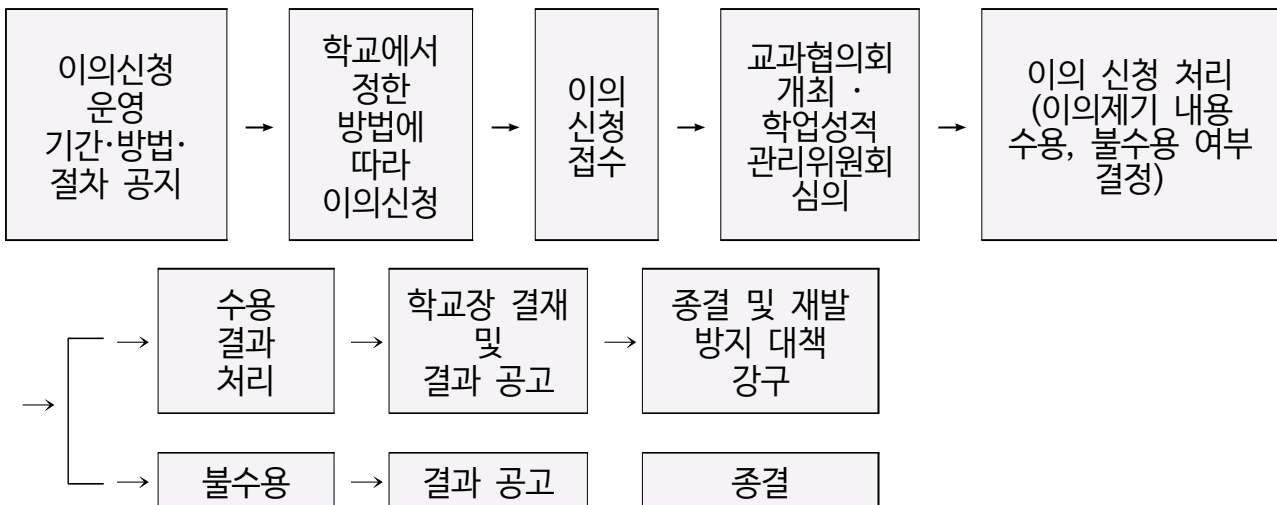 이의신청
운영
기간·방법·
절차 공지
→
학교에서
정한
방법에
따라
이의신청
→
이의
신청
접수
→
교과협의회
개최 ·
학업성적
관리위원회
심의
→
이의 신청 처리
(이의제기 내용
수용, 불수용 여부
결정)
→
→
수용
결과
처리
→
학교장 결재
및
결과 공고
→
종결 및 재발
방지 대책
강구
→
불수용
→
결과 공고
종결